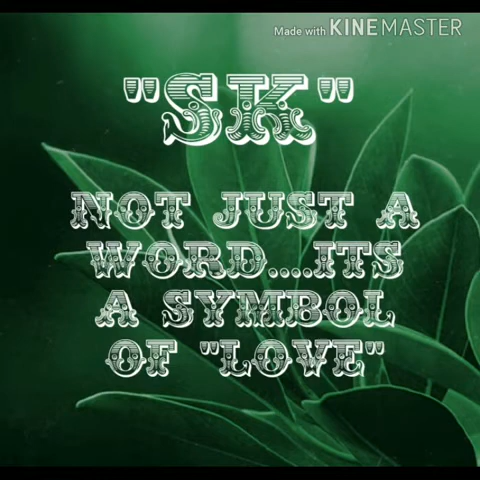 Made with KINEMASTER
"SK"
NOT JUST A
WORD....ITS
A SYMBOL
OF "LOVE"